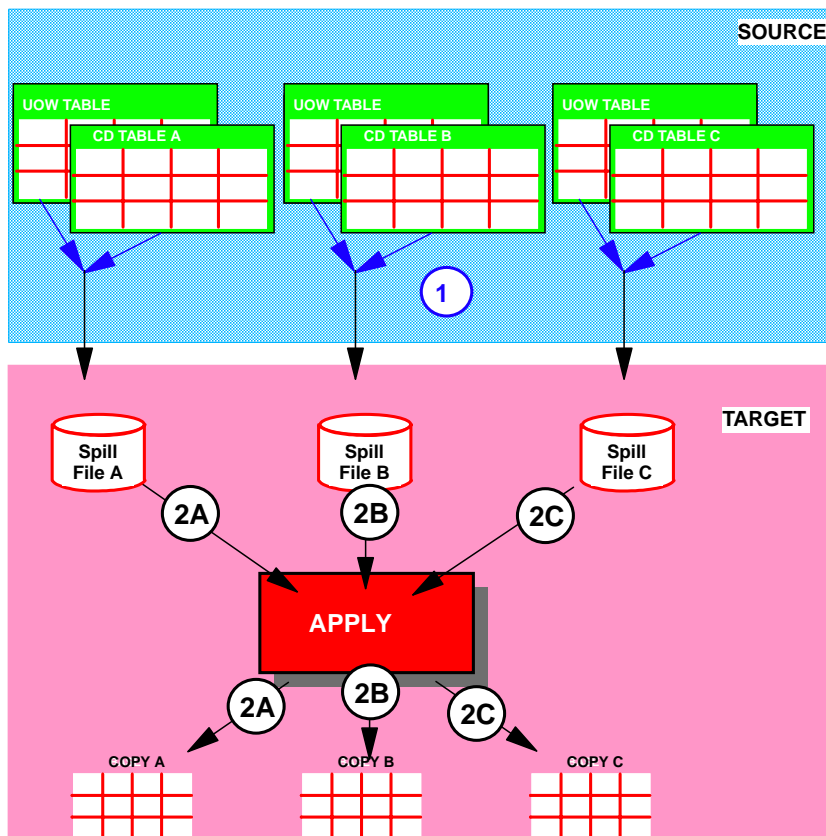 SOURCE
UOW TABLE
CD TABLE A
UOW TABLE
CD TABLE B
UOW TABLE
CD TABLE C
1
TARGET
Spill
File A
Spill
File B
Spill
File C
2A
2B
2C
APPLY
2A
2B
2C
COPY A
COPY B
COPY C